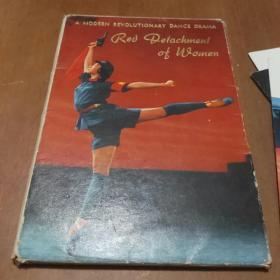 A MODERN REVOLUTIONARY DANCE DRAMA
Red Detachment
of Women